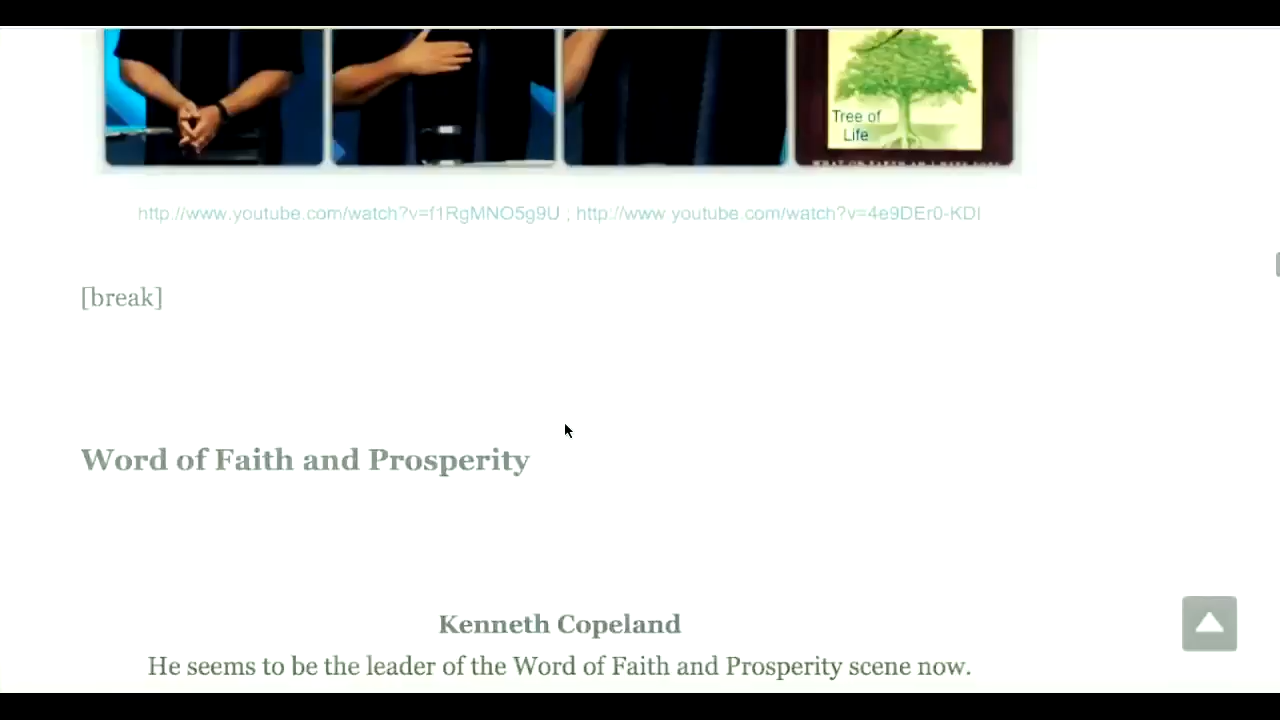 Tree of
Life
http://www.youtube.com/watch?v=f1RgMNO5g9U ; http://www youtube.com/watch?v=4e9DEr0-KDI
[break]
Word of Faith and Prosperity
Kenneth Copeland
He seems to be the leader of the Word of Faith and Prosperity scene now.